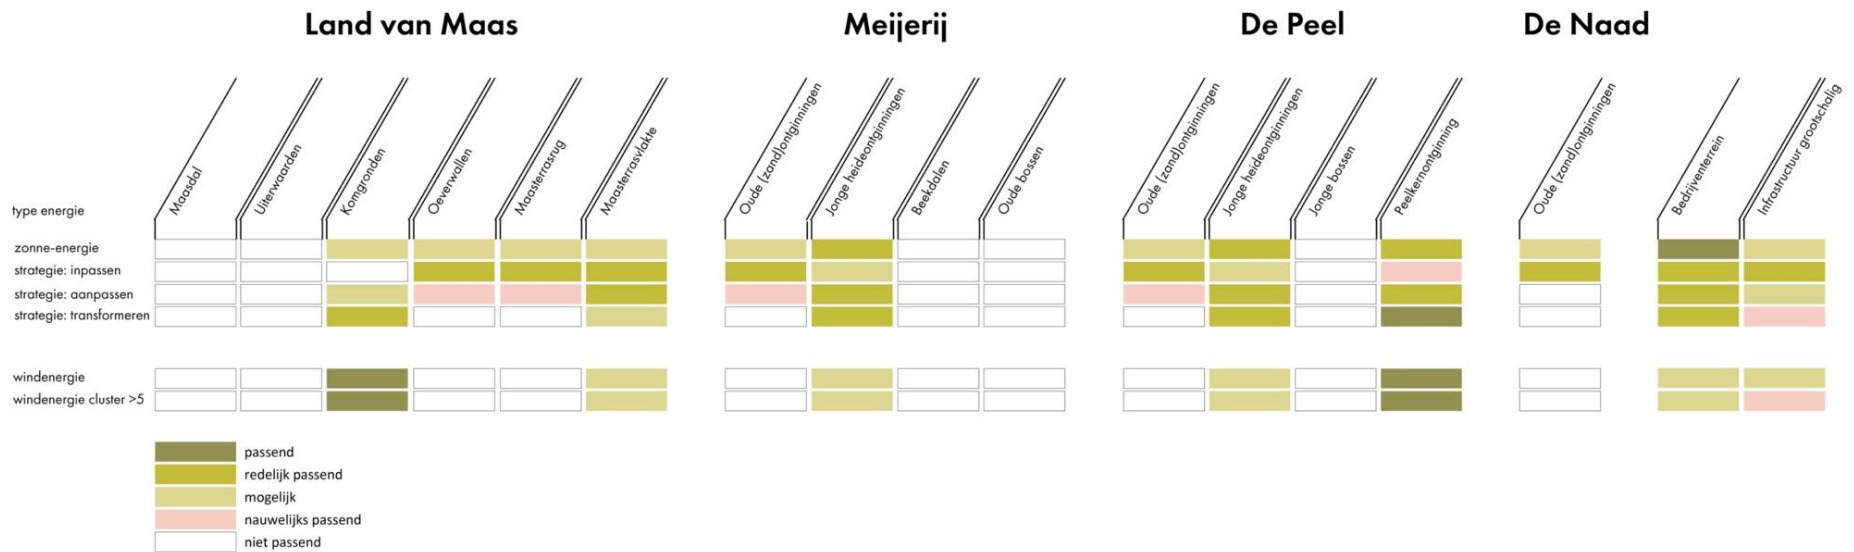 Land van Maas
Meijerij
De Peel
De Naad
type energie
Maasdal
Uiterwaarden
Komgronden
Oeverwallen
Maasterrasrug
Maasterrasvlakte
Oude (zand)ontginningen
Jonge heideontginningen
Beekdalen
Oude bossen
Oude (zand)ontginningen
Jonge heideontginningen
Jonge bossen
Peelkernontginning
Oude (zand)ontginningen
Bedrijventerrein
Infrastructuur grootschalig
zonne-energie
strategie: inpassen
strategie: aanpassen
strategie: transformeren
windenergie
windenergie cluster >5
passend
redelijk passend
mogelijk
nauwelijks passend
niet passend